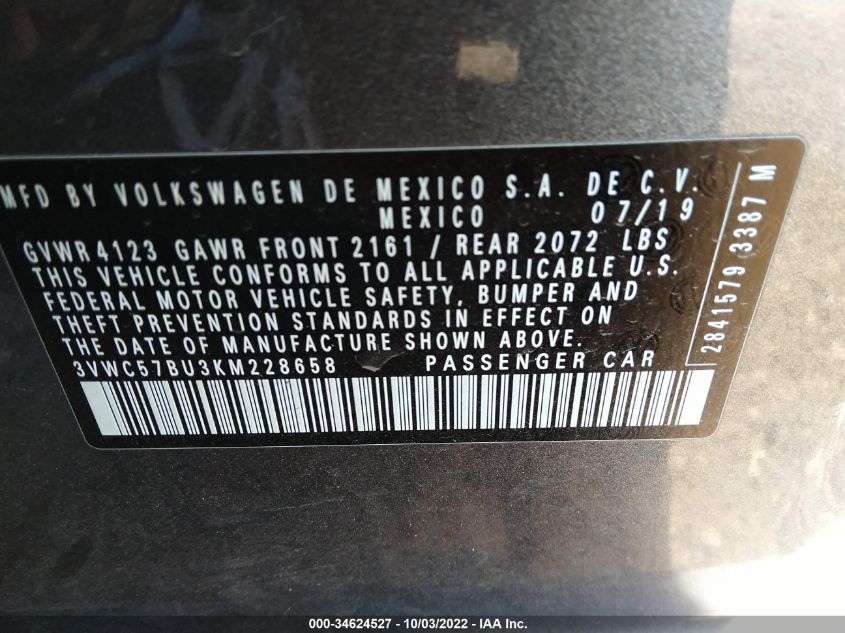 MFD BY VOLKSWAGEN DE MEXICO S.A. DE C.V.
MEXICO 07/19
GVWR 4123 GAWR FRONT 2161 / REAR 2072 LBS
THIS VEHICLE CONFORMS TO ALL APPLICABLE U.S.
FEDERAL MOTOR VEHICLE SAFETY, BUMPER AND
THEFT PREVENTION STANDARDS IN EFFECT ON
THE DATE OF MANUFACTURE SHOWN ABOVE.
3VWC57BU3KM228658 PASSENGER CAR
2841579 3387 M
000-34624527 - 10/03/2022 - IAA Inc.